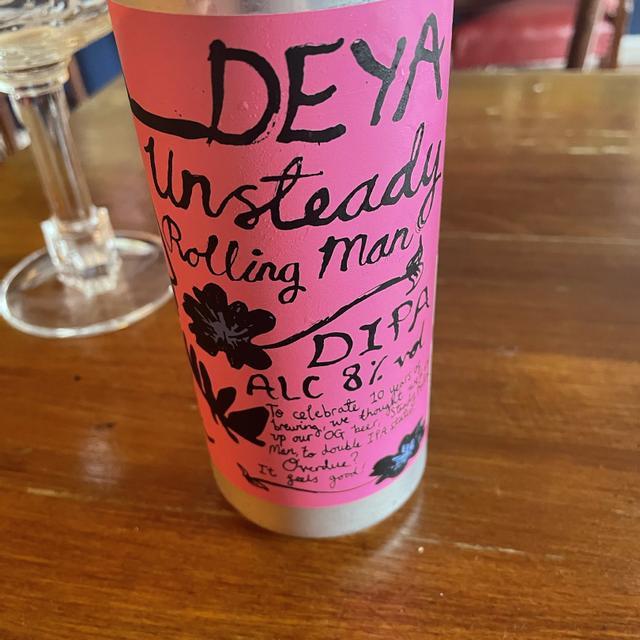 DEYA
Unsteady
Rolling Man
DIPA
ALC 8% vol
To celebrate 10 years of
brewing, we thought
up our OG beer, Steady
Man, to double IPA
Overdue?
It feels good!